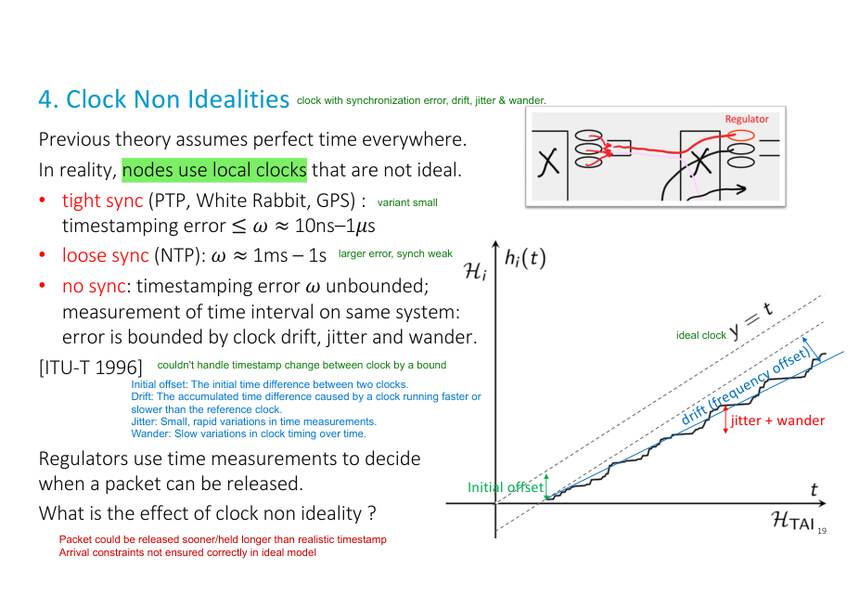 4. Clock Non Idealities clock with synchronization error, drift, jitter & wander.
Previous theory assumes perfect time everywhere.
In reality, nodes use local clocks that are not ideal.
• tight sync (PTP, White Rabbit, GPS) : variant small
timestamping error ≤ ω ≈ 10ns–1μs
• loose sync (NTP): ω ≈ 1ms – 1s larger error, synch weak
• no sync: timestamping error ω unbounded;
measurement of time interval on same system:
error is bounded by clock drift, jitter and wander.
[ITU-T 1996] couldn't handle timestamp change between clock by a bound
Initial offset: The initial time difference between two clocks.
Drift: The accumulated time difference caused by a clock running faster or
slower than the reference clock.
Jitter: Small, rapid variations in time measurements.
Wander: Slow variations in clock timing over time.
Regulators use time measurements to decide
when a packet can be released.
What is the effect of clock non ideality ?
Packet could be released sooner/held longer than realistic timestamp
Arrival constraints not ensured correctly in ideal model
Regulator
X
X
ℋi
hi(t)
ideal clock
y = t
drift (frequency offset)
jitter + wander
Initial offset
t
ℋTAI
19